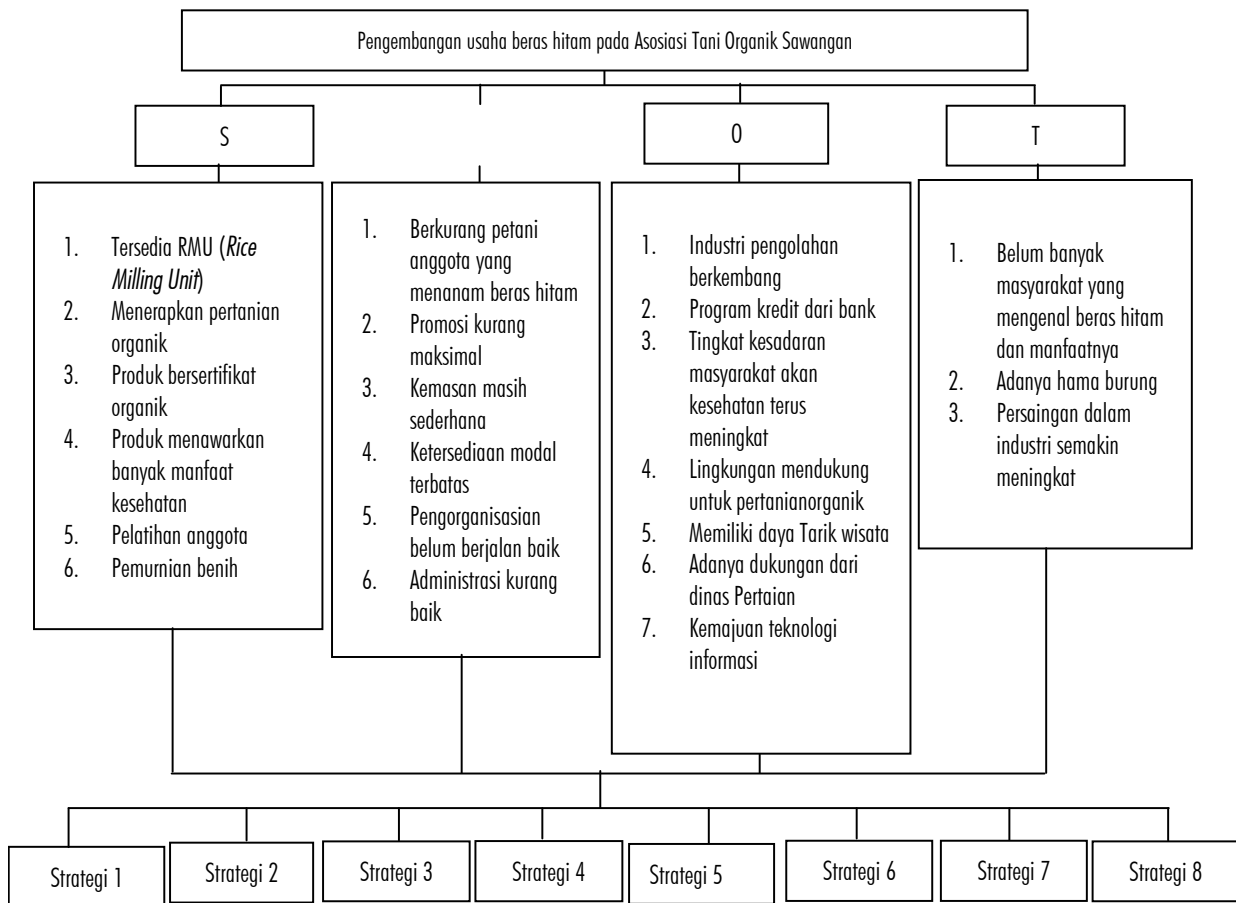 Pengembangan usaha beras hitam pada Asosiasi Tani Organik Sawangan
S
O
T
1. Tersedia RMU (Rice
Milling Unit)
2. Menerapkan pertanian
organik
3. Produk bersertifikat
organik
4. Produk menawarkan
banyak manfaat
kesehatan
5. Pelatihan anggota
6. Pemurnian benih
1. Berkurang petani
anggota yang
menanam beras hitam
2. Promosi kurang
maksimal
3. Kemasan masih
sederhana
4. Ketersediaan modal
terbatas
5. Pengorganisasian
belum berjalan baik
6. Administrasi kurang
baik
1. Industri pengolahan
berkembang
2. Program kredit dari bank
3. Tingkat kesadaran
masyarakat akan
kesehatan terus
meningkat
4. Lingkungan mendukung
untuk pertanianorganik
5. Memiliki daya Tarik wisata
6. Adanya dukungan dari
dinas Pertaian
7. Kemajuan teknologi
informasi
1. Belum banyak
masyarakat yang
mengenal beras hitam
dan manfaatnya
2. Adanya hama burung
3. Persaingan dalam
industri semakin
meningkat
Strategi 1
Strategi 2
Strategi 3
Strategi 4
Strategi 5
Strategi 6
Strategi 7
Strategi 8